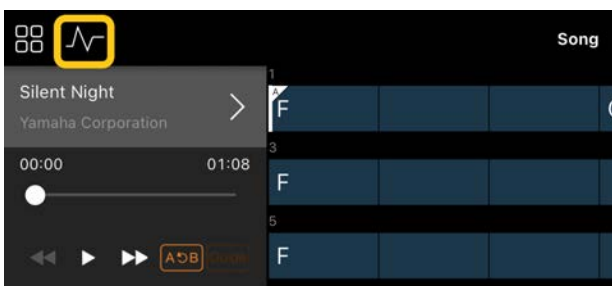 Song
1
Silent Night
Yamaha Corporation
A
F
00:00
01:08
3
F
5
A B
F